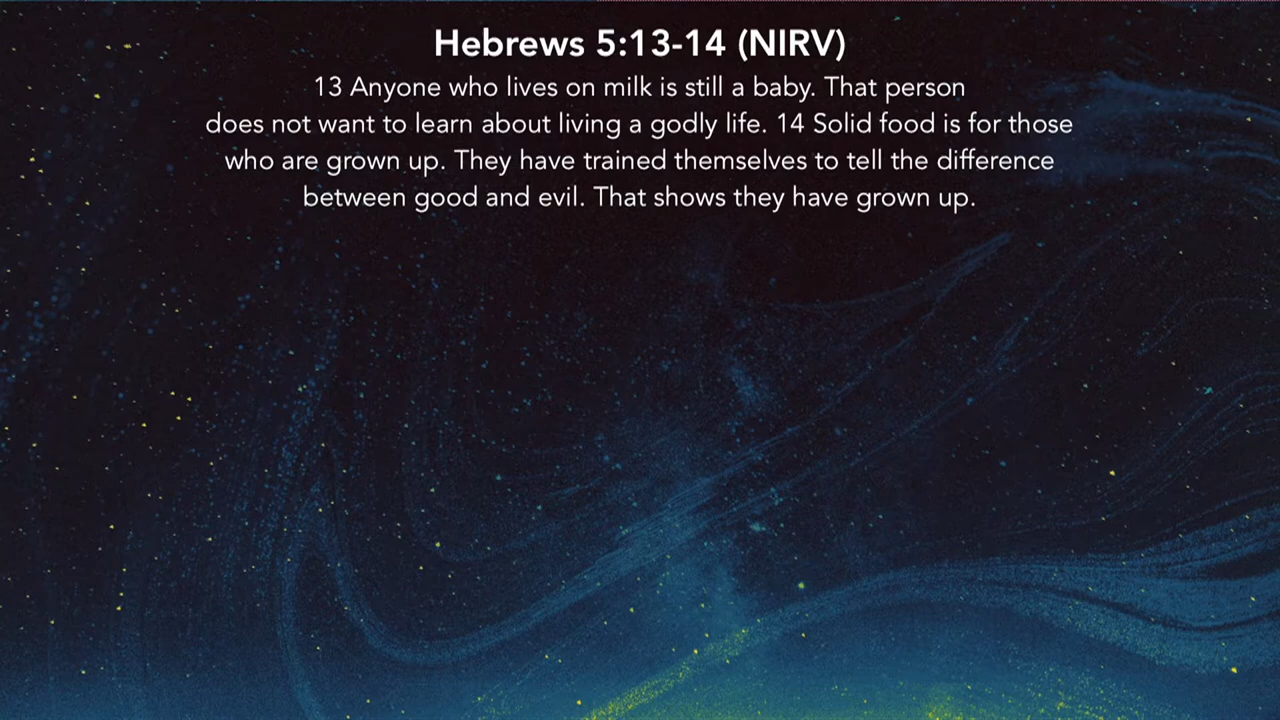 Hebrews 5:13-14 (NIRV)
13 Anyone who lives on milk is still a baby. That person
does not want to learn about living a godly life. 14 Solid food is for those
who are grown up. They have trained themselves to tell the difference
between good and evil. That shows they have grown up.